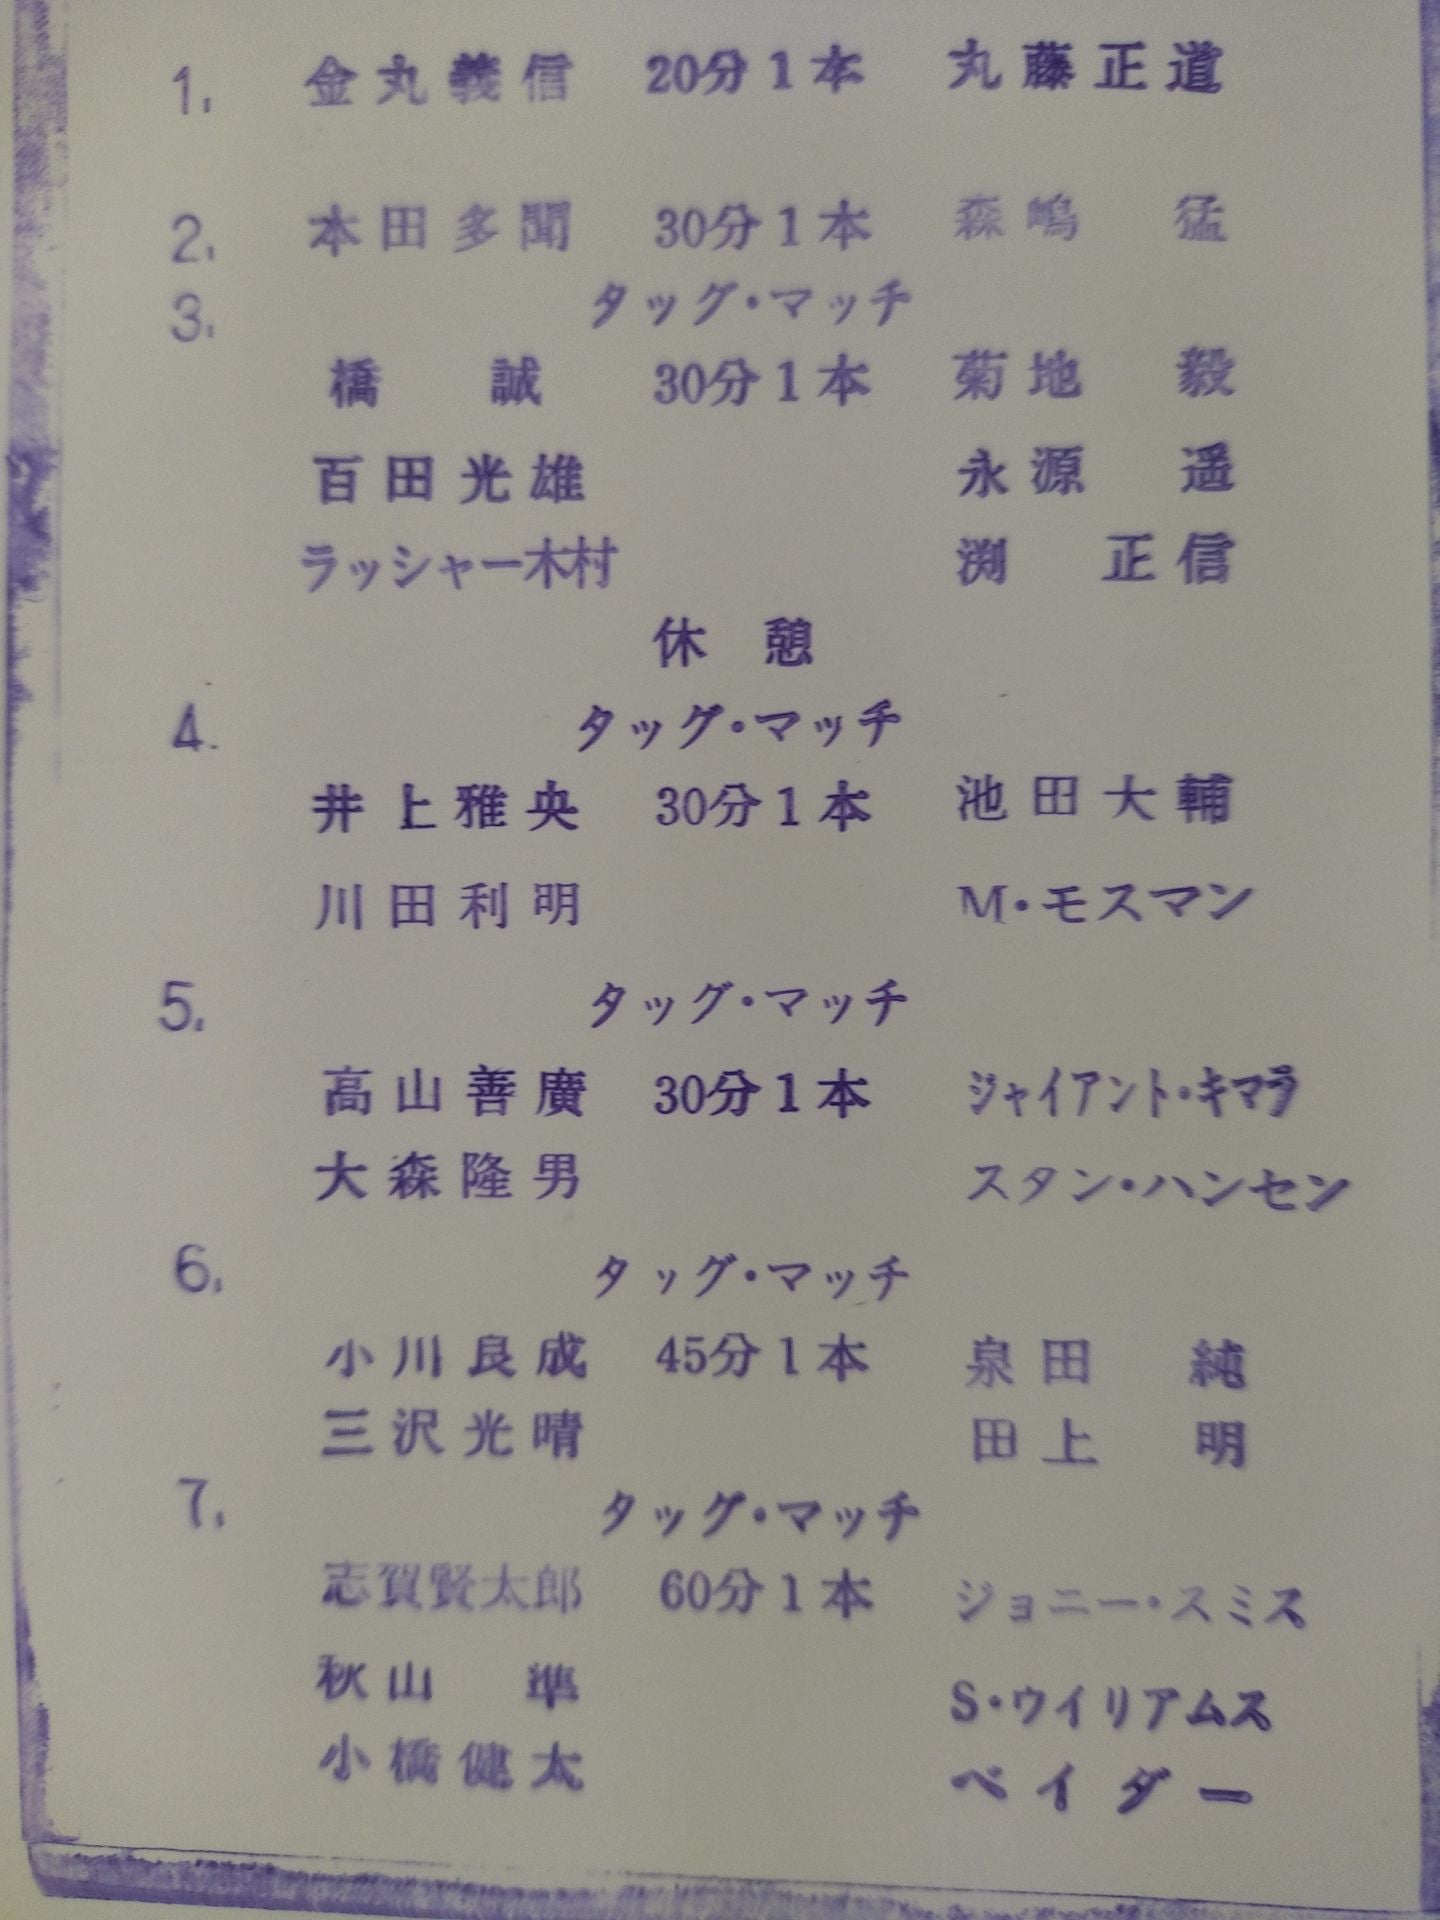 1. 金丸義信 20分1本 丸藤正道
2. 本田多聞 30分1本 森嶋 猛
3. タッグ・マッチ
橋 誠 30分1本 菊地 毅
百田光雄 永源 遥
ラッシャー木村 渕 正信
休 憩
4. タッグ・マッチ
井上雅央 30分1本 池田大輔
川田利明 M・モスマン
5. タッグ・マッチ
高山善廣 30分1本 ジャイアント・キマラ
大森隆男 スタン・ハンセン
6. タッグ・マッチ
小川良成 45分1本 泉田 純
三沢光晴 田上 明
7. タッグ・マッチ
志賀賢太郎 60分1本 ジョニー・スミス
秋山 準 S・ウイリアムス
小橋健太 ベイダー